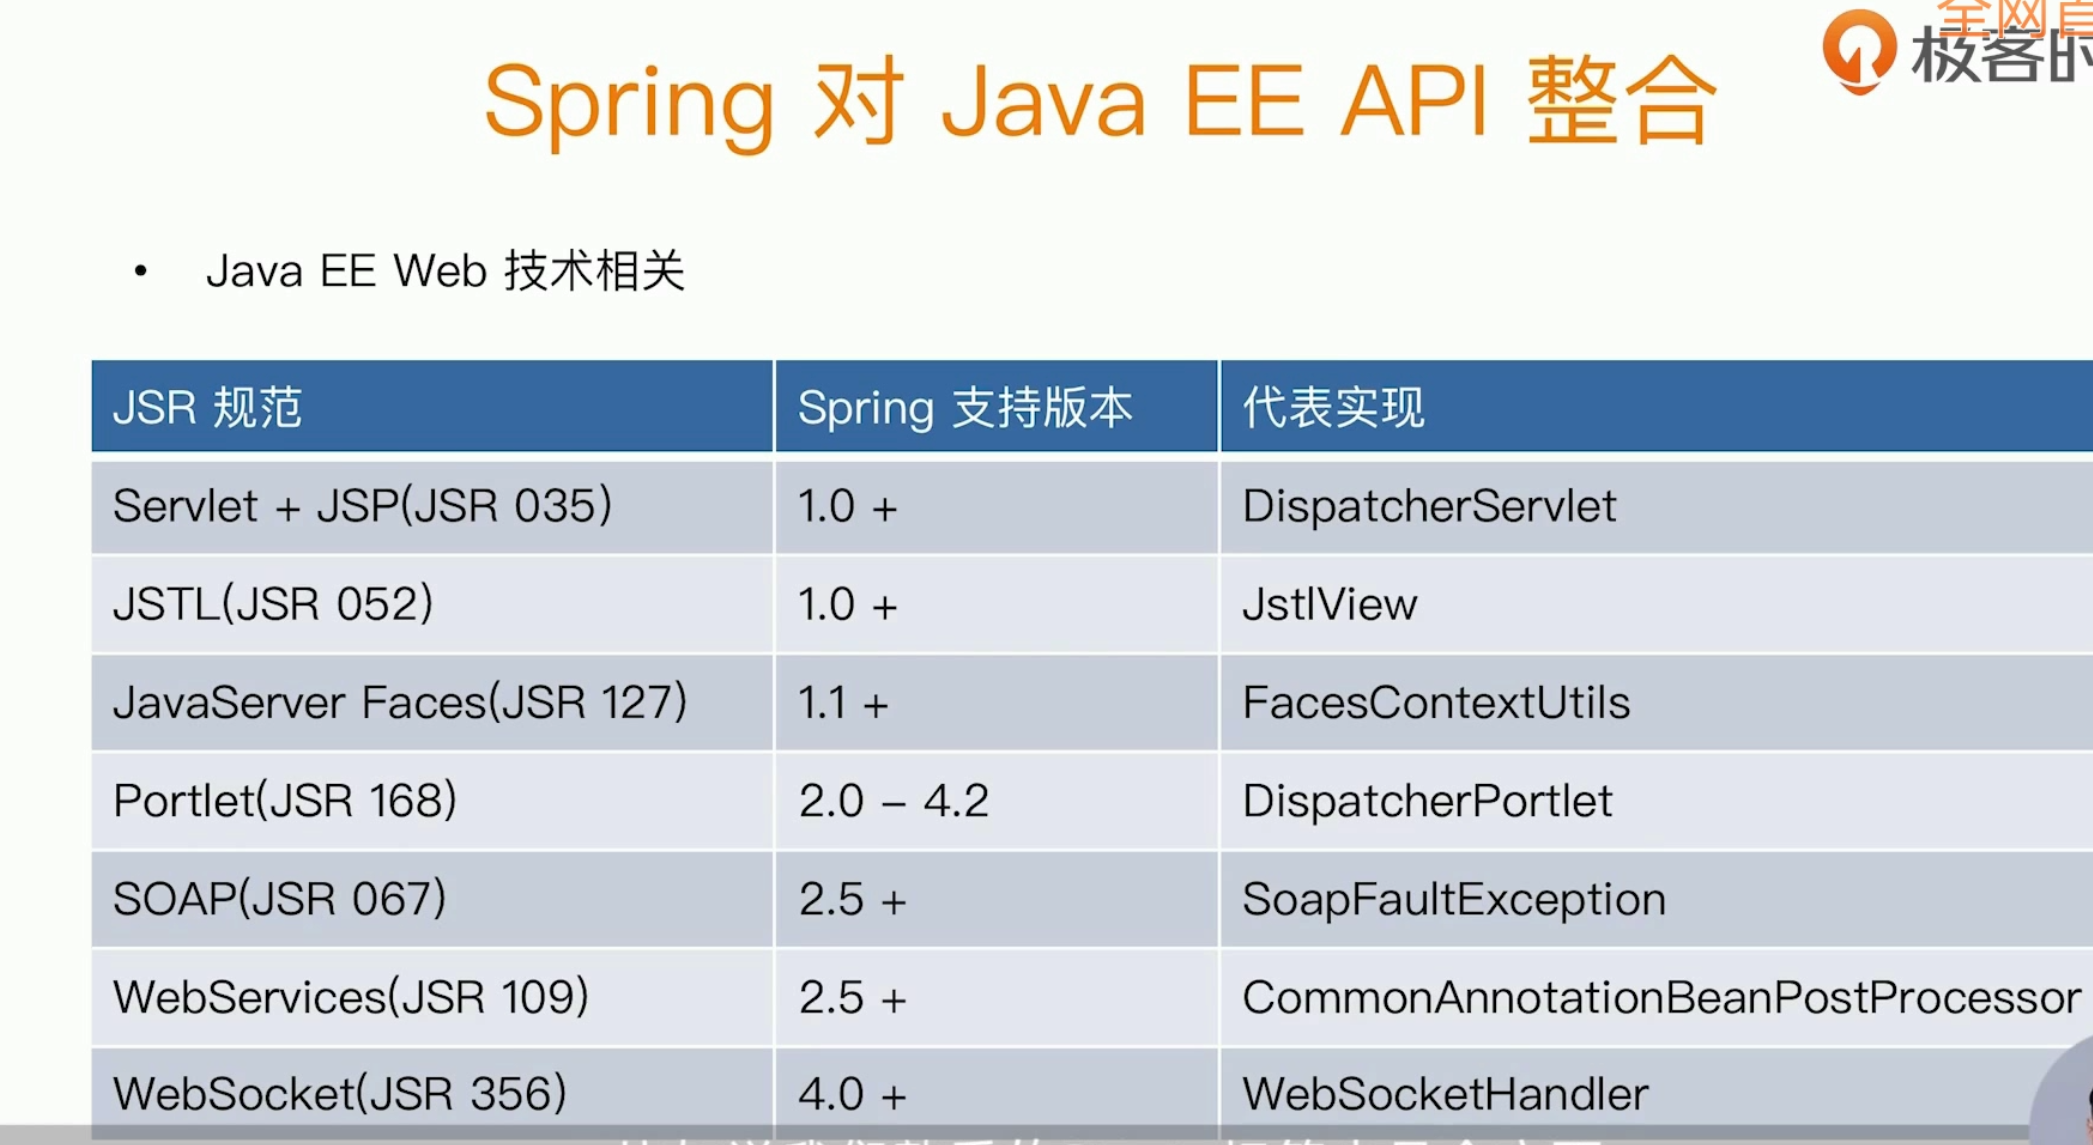 全网
极客时
Spring 对 Java EE API 整合
• Java EE Web 技术相关
JSR 规范 Spring 支持版本 代表实现
Servlet + JSP(JSR 035) 1.0 + DispatcherServlet
JSTL(JSR 052) 1.0 + JstlView
JavaServer Faces(JSR 127) 1.1 + FacesContextUtils
Portlet(JSR 168) 2.0 – 4.2 DispatcherPortlet
SOAP(JSR 067) 2.5 + SoapFaultException
WebServices(JSR 109) 2.5 + CommonAnnotationBeanPostProcessor
WebSocket(JSR 356) 4.0 + WebSocketHandler